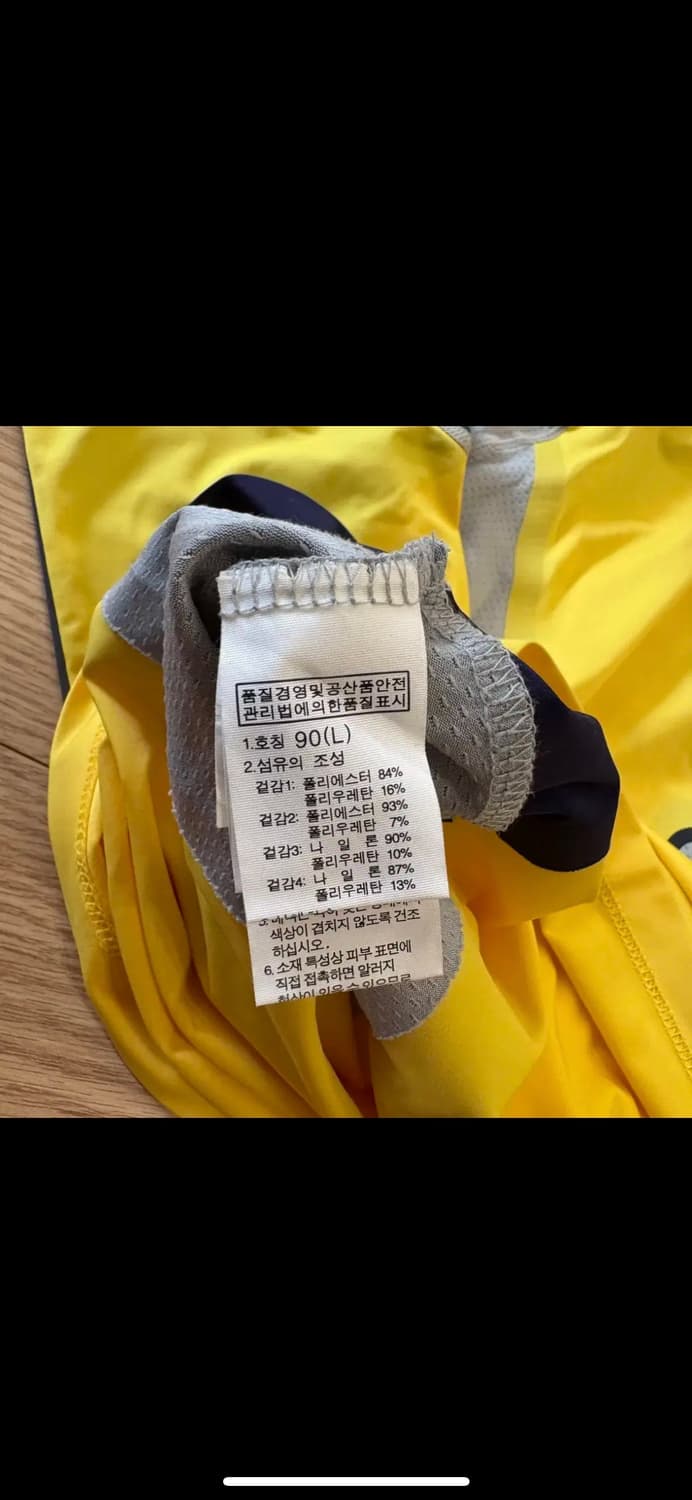 품질경영및공산품안전
관리법에의한품질표시
1.호칭 90(L)
2.섬유의 조성
겉감1: 폴리에스터 84%
폴리우레탄 16%
겉감2: 폴리에스터 93%
폴리우레탄 7%
겉감3: 나 일 론 90%
폴리우레탄 10%
겉감4: 나 일 론 87%
폴리우레탄 13%
색상이 겹치지 않도록 건조
하십시오.
6. 소재 특성상 피부 표면에
직접 접촉하면 알러지